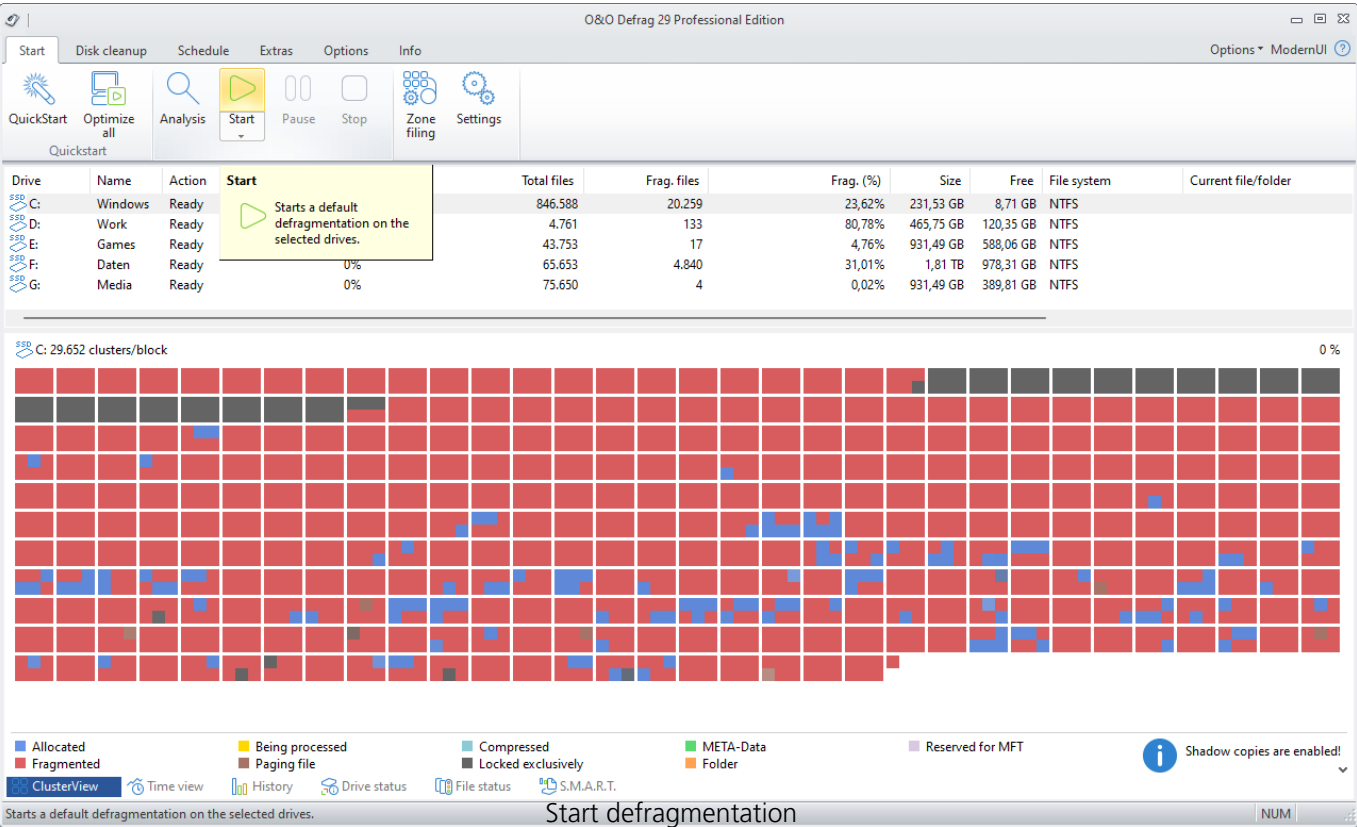 O&O Defrag 29 Professional Edition
Start Disk cleanup Schedule Extras Options Info Options ModernUI ?
QuickStart Optimize all Analysis Start Pause Stop Zone filing Settings
Quickstart
Drive Name Action Total files Frag. files Frag. (%) Size Free File system Current file/folder
Start
Starts a default
defragmentation on the
selected drives.
SSD C: Windows Ready 846.588 20.259 23,62% 231,53 GB 8,71 GB NTFS
SSD D: Work Ready 4.761 133 80,78% 465,75 GB 120,35 GB NTFS
SSD E: Games Ready 43.753 17 4,76% 931,49 GB 588,06 GB NTFS
SSD F: Daten Ready 0% 65.653 4.840 31,01% 1,81 TB 978,31 GB NTFS
SSD G: Media Ready 0% 75.650 4 0,02% 931,49 GB 389,81 GB NTFS
SSD C: 29.652 clusters/block 0 %
Allocated Being processed Compressed META-Data Reserved for MFT
Fragmented Paging file Locked exclusively Folder
i Shadow copies are enabled!
ClusterView Time view History Drive status File status S.M.A.R.T.
Starts a default defragmentation on the selected drives. NUM
Start defragmentation